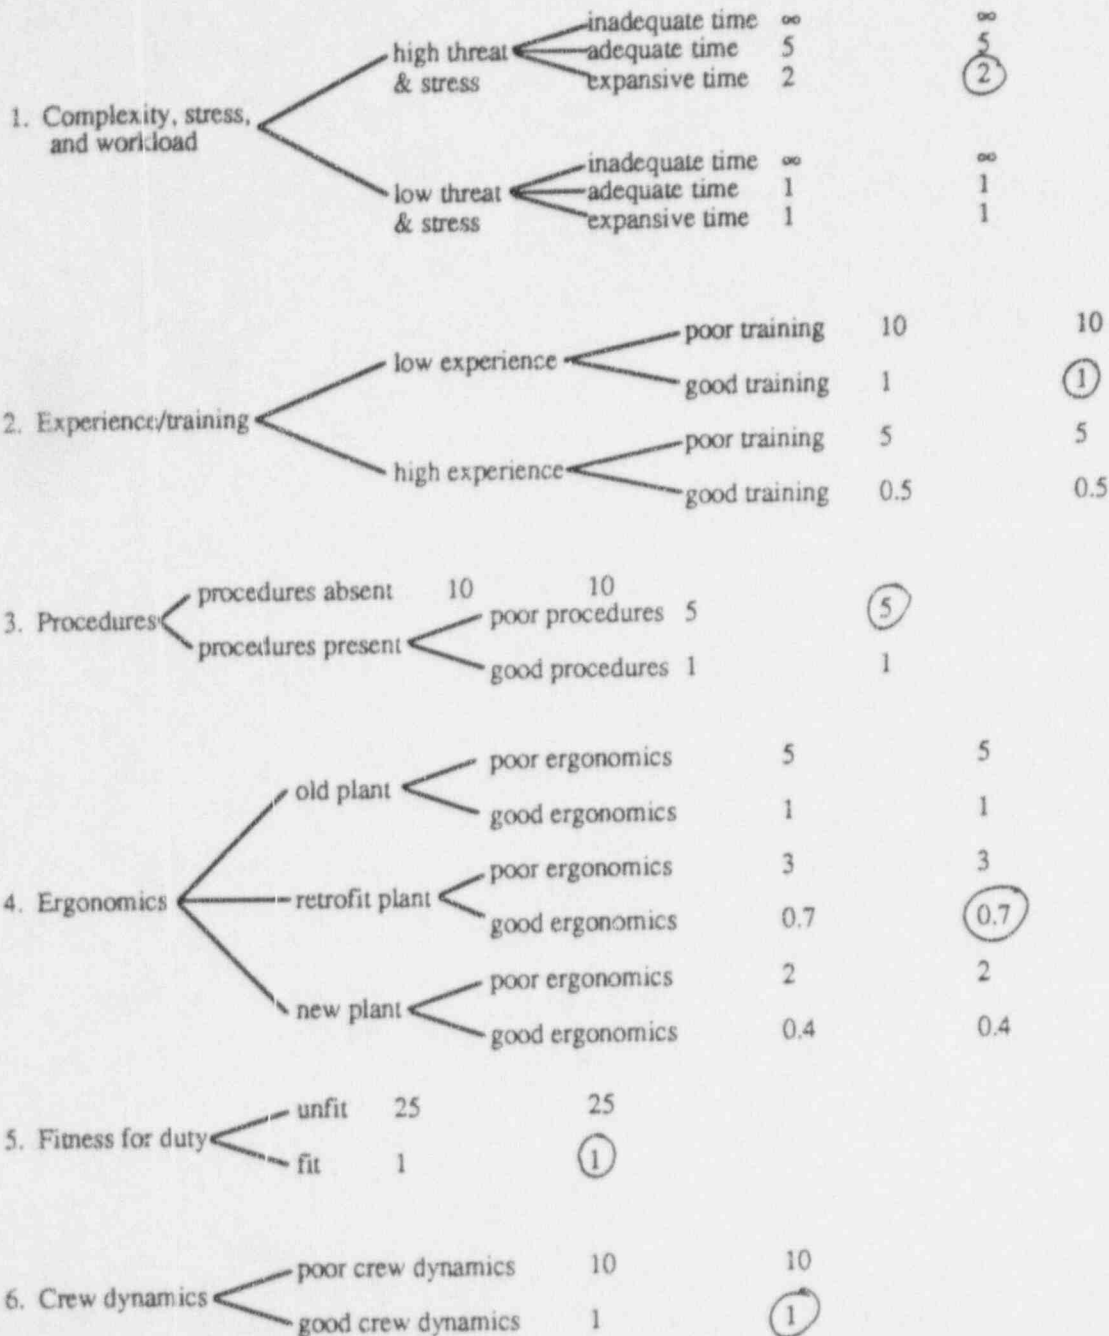 inadequate time ∞ ∞
high threat adequate time 5 5
& stress expansive time 2 2
1. Complexity, stress,
and workload
inadequate time ∞ ∞
low threat adequate time 1 1
& stress expansive time 1 1
poor training 10 10
low experience
good training 1 1
2. Experience/training
poor training 5 5
high experience
good training 0.5 0.5
procedures absent 10 10
3. Procedures poor procedures 5 5
procedures present
good procedures 1 1
poor ergonomics 5 5
old plant
good ergonomics 1 1
poor ergonomics 3 3
4. Ergonomics retrofit plant
good ergonomics 0.7 0.7
poor ergonomics 2 2
new plant
good ergonomics 0.4 0.4
unfit 25 25
5. Fitness for duty
fit 1 1
poor crew dynamics 10 10
6. Crew dynamics
good crew dynamics 1 1